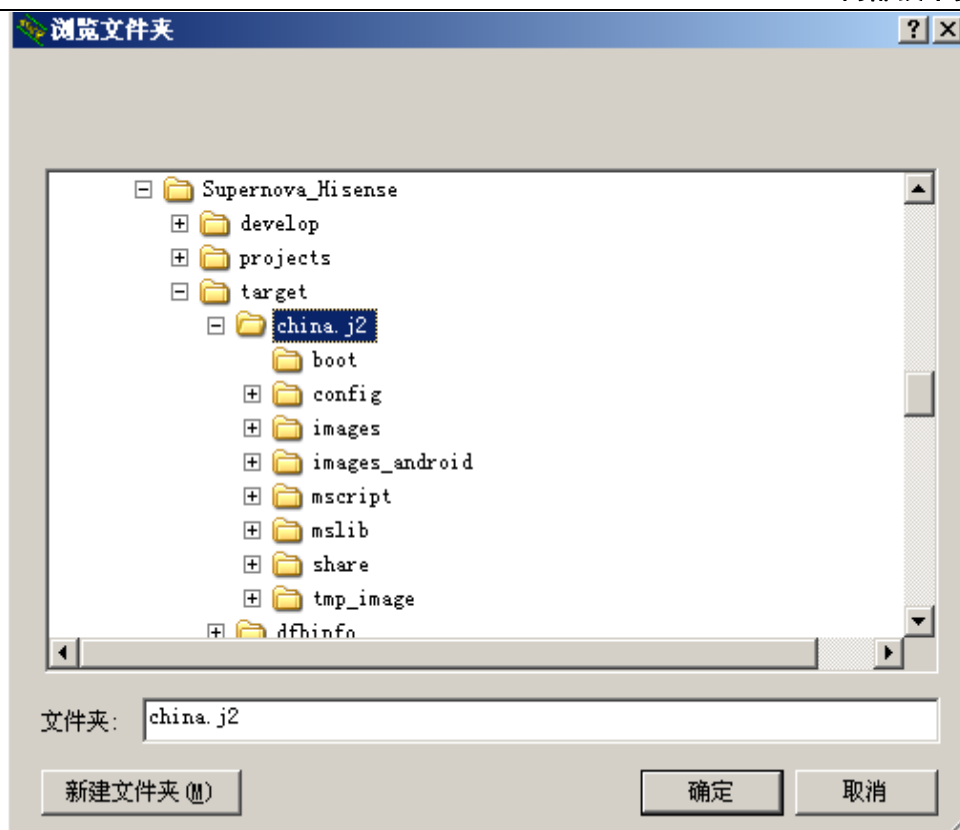 浏览文件夹
Supernova_Hisense
develop
projects
target
china.j2
boot
config
images
images_android
mscript
mslib
share
tmp_image
dfbinfo
文件夹: china.j2
新建文件夹(M) 确定 取消